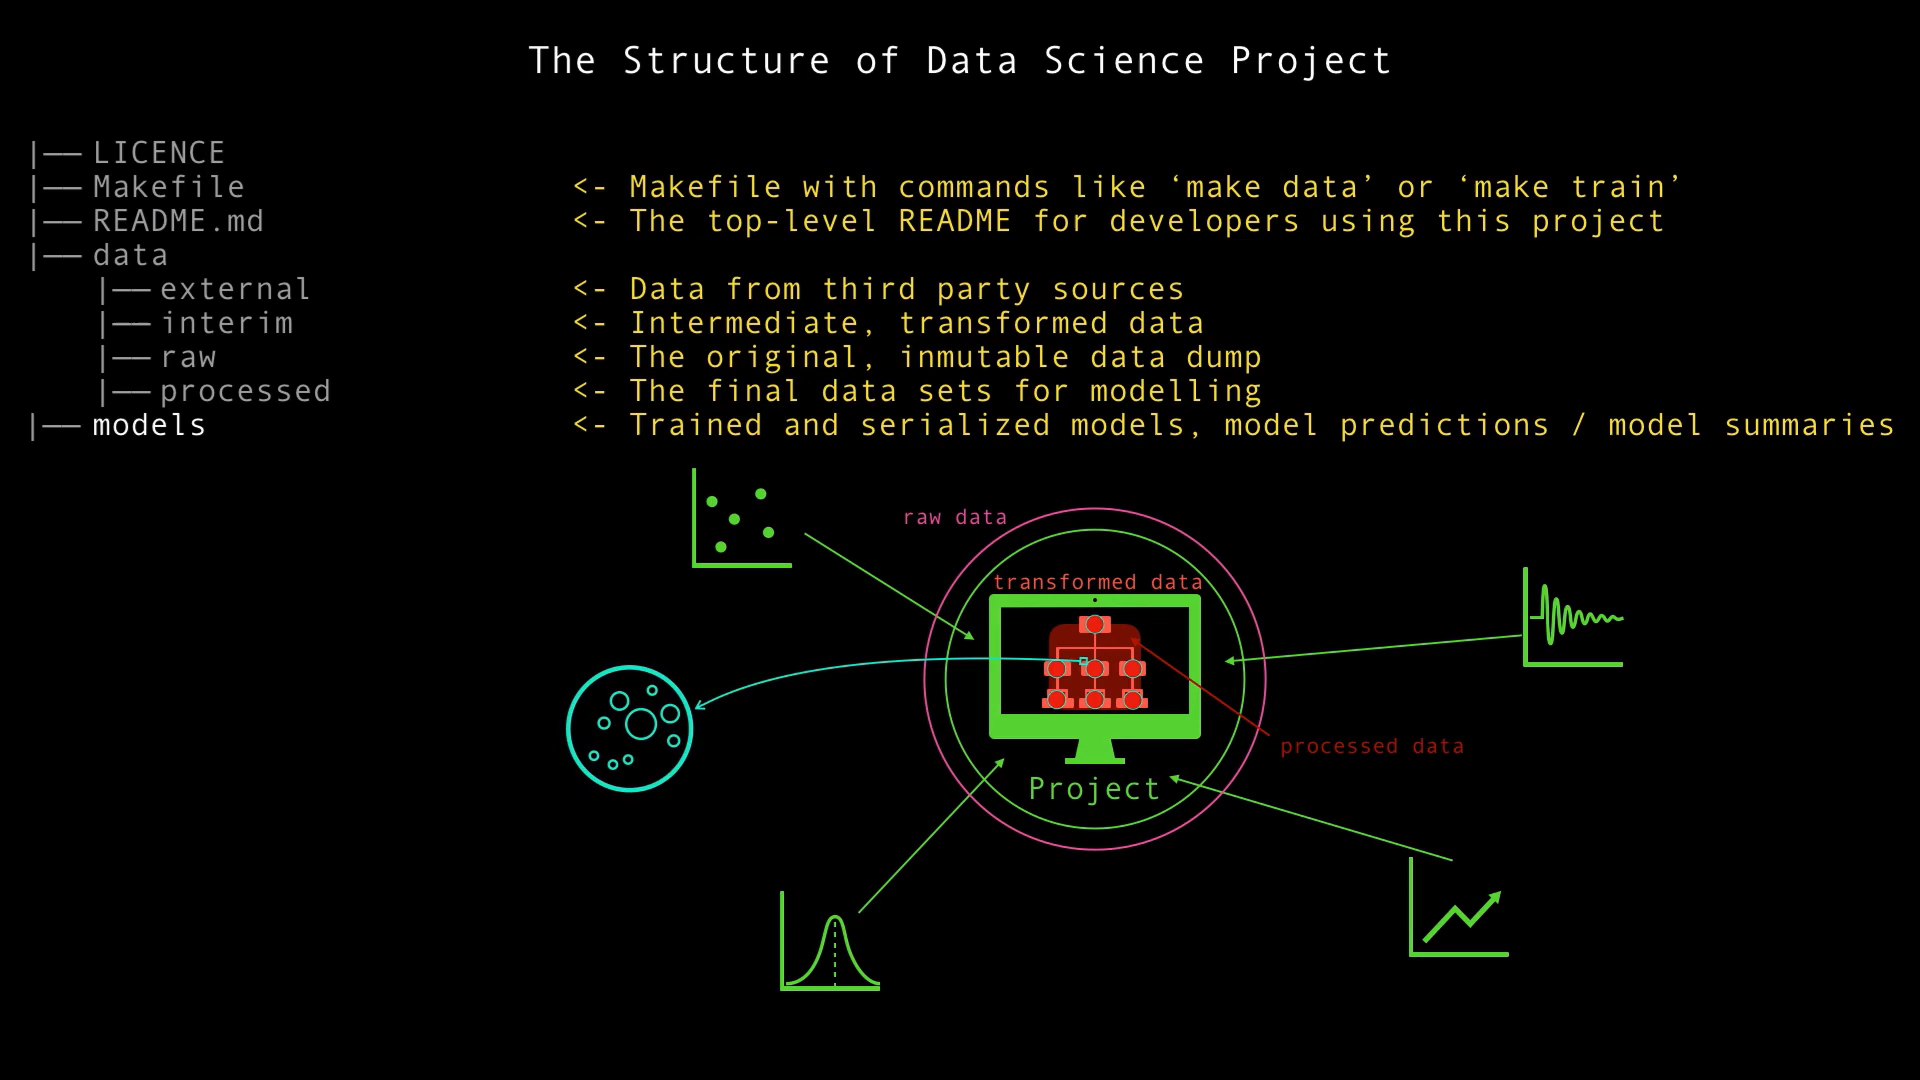 The Structure of Data Science Project
|—— LICENCE
|—— Makefile <- Makefile with commands like ‘make data’ or ‘make train’
|—— README.md <- The top-level README for developers using this project
|—— data
|—— external <- Data from third party sources
|—— interim <- Intermediate, transformed data
|—— raw <- The original, inmutable data dump
|—— processed <- The final data sets for modelling
|—— models <- Trained and serialized models, model predictions / model summaries
raw data
transformed data
processed data
Project